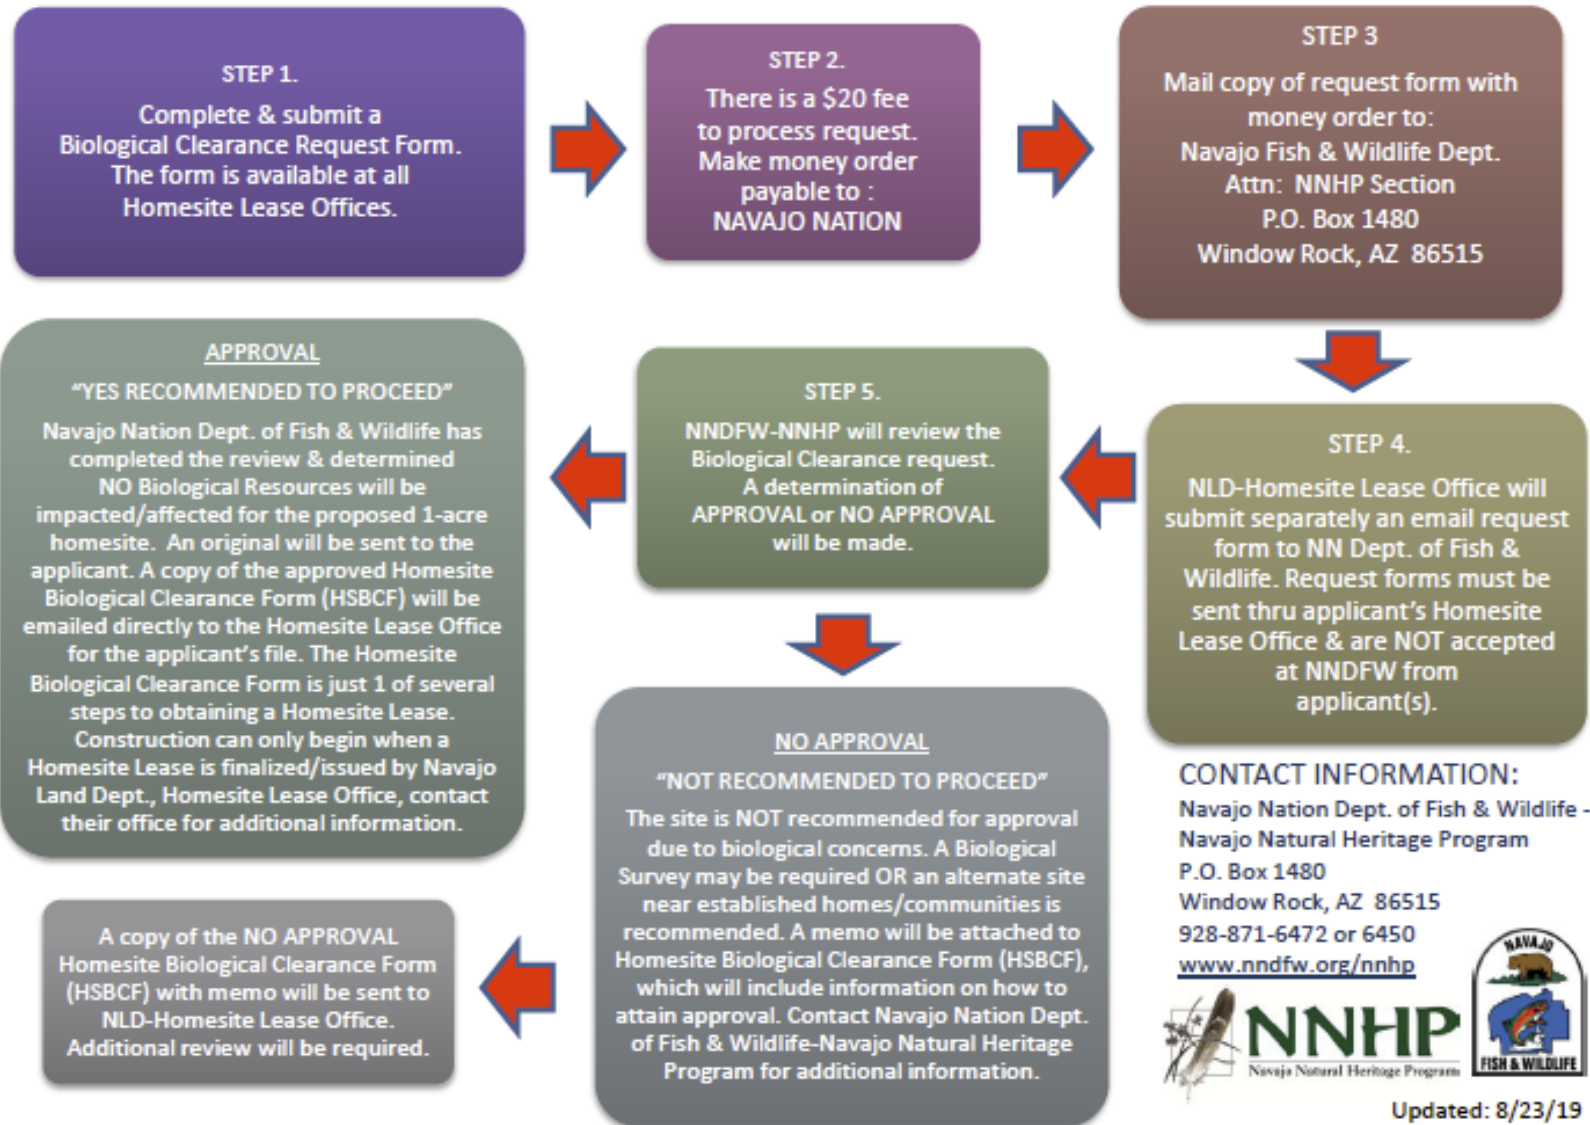 STEP 1.
Complete & submit a
Biological Clearance Request Form.
The form is available at all
Homesite Lease Offices.
STEP 2.
There is a $20 fee
to process request.
Make money order
payable to :
NAVAJO NATION
STEP 3
Mail copy of request form with
money order to:
Navajo Fish & Wildlife Dept.
Attn: NNHP Section
P.O. Box 1480
Window Rock, AZ 86515
STEP 4.
NLD-Homesite Lease Office will
submit separately an email request
form to NN Dept. of Fish &
Wildlife. Request forms must be
sent thru applicant's Homesite
Lease Office & are NOT accepted
at NNDFW from
applicant(s).
STEP 5.
NNDFW-NNHP will review the
Biological Clearance request.
A determination of
APPROVAL or NO APPROVAL
will be made.
APPROVAL
"YES RECOMMENDED TO PROCEED"
Navajo Nation Dept. of Fish & Wildlife has
completed the review & determined
NO Biological Resources will be
impacted/affected for the proposed 1-acre
homesite. An original will be sent to the
applicant. A copy of the approved Homesite
Biological Clearance Form (HSBCF) will be
emailed directly to the Homesite Lease Office
for the applicant's file. The Homesite
Biological Clearance Form is just 1 of several
steps to obtaining a Homesite Lease.
Construction can only begin when a
Homesite Lease is finalized/issued by Navajo
Land Dept., Homesite Lease Office, contact
their office for additional information.
NO APPROVAL
"NOT RECOMMENDED TO PROCEED"
The site is NOT recommended for approval
due to biological concerns. A Biological
Survey may be required OR an alternate site
near established homes/communities is
recommended. A memo will be attached to
Homesite Biological Clearance Form (HSBCF),
which will include information on how to
attain approval. Contact Navajo Nation Dept.
of Fish & Wildlife-Navajo Natural Heritage
Program for additional information.
A copy of the NO APPROVAL
Homesite Biological Clearance Form
(HSBCF) with memo will be sent to
NLD-Homesite Lease Office.
Additional review will be required.
CONTACT INFORMATION:
Navajo Nation Dept. of Fish & Wildlife -
Navajo Natural Heritage Program
P.O. Box 1480
Window Rock, AZ 86515
928-871-6472 or 6450
www.nndfw.org/nnhp
NNHP
Navajo Natural Heritage Program
NAVAJO
FISH & WILDLIFE
Updated: 8/23/19